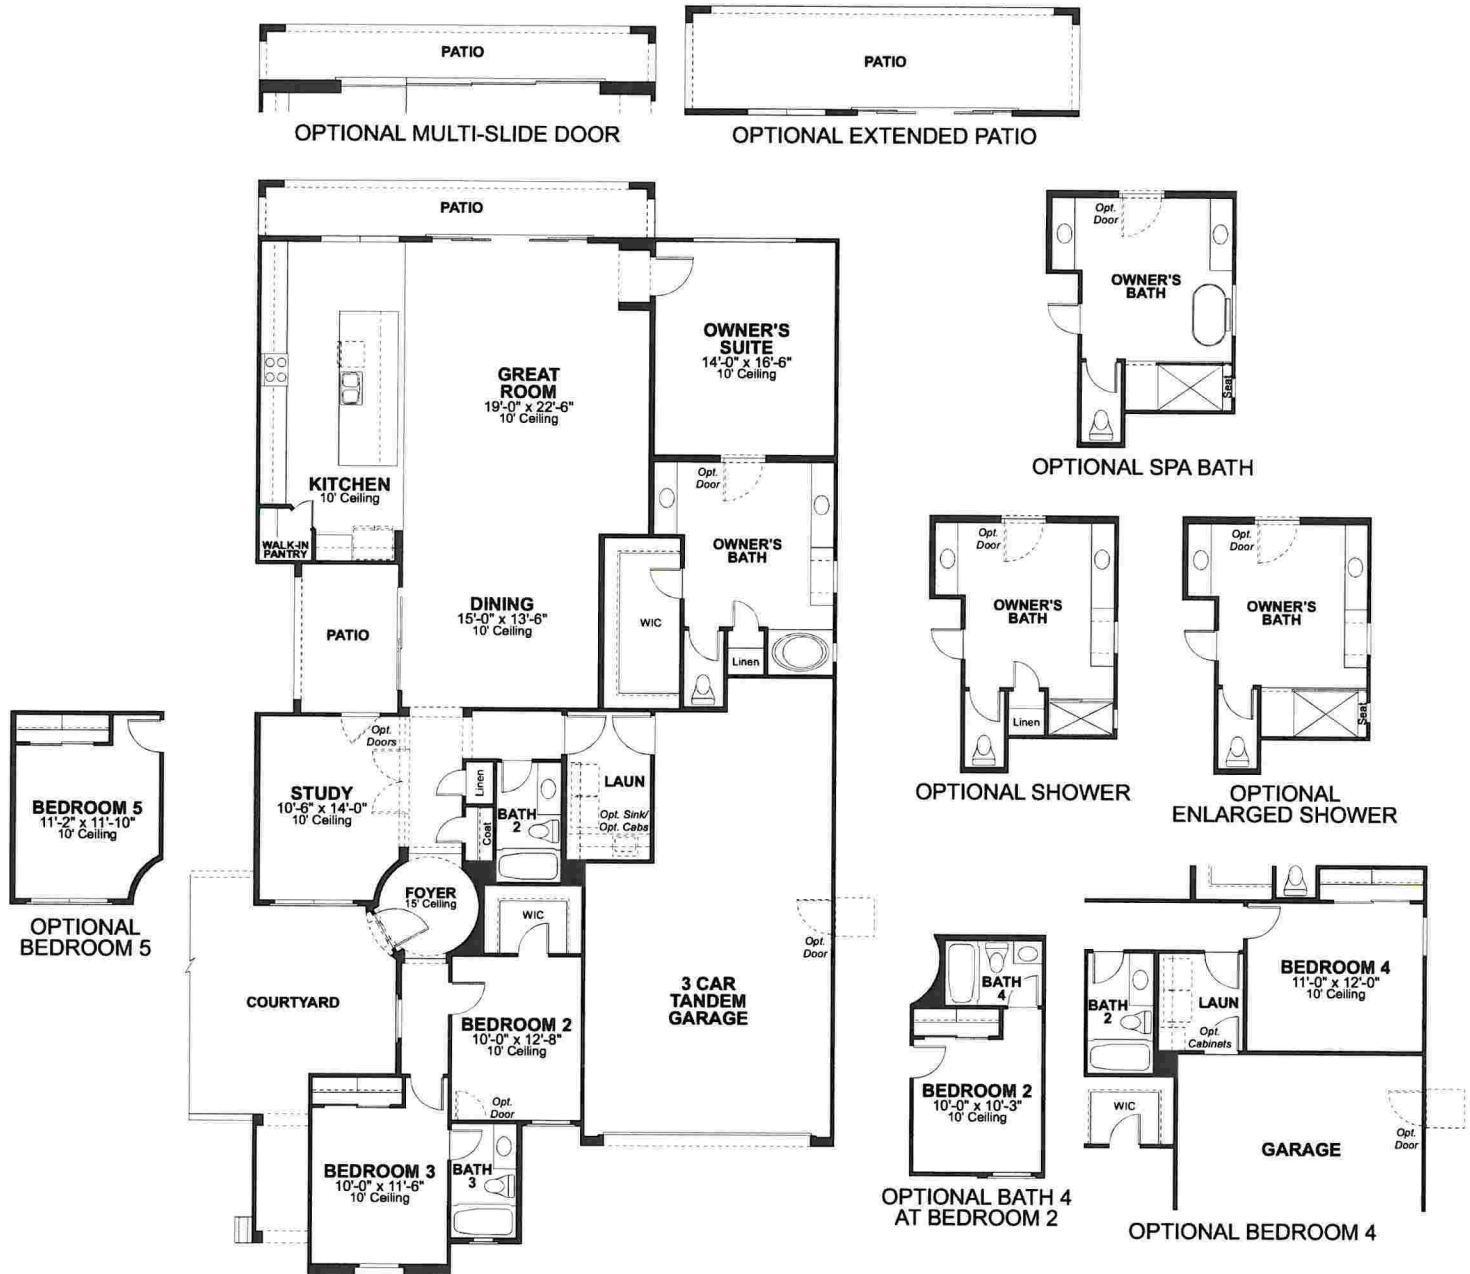 PATIO
OPTIONAL MULTI-SLIDE DOOR
PATIO
OPTIONAL EXTENDED PATIO
PATIO
OWNER'S
SUITE
14'-0" x 16'-6"
10' Ceiling
GREAT
ROOM
19'-0" x 22'-6"
10' Ceiling
KITCHEN
10' Ceiling
WALK-IN
PANTRY
Opt.
Door
OWNER'S
BATH
DINING
15'-0" x 13'-6"
10' Ceiling
WIC
PATIO
Linen
Opt.
Doors
STUDY
10'-6" x 14'-0"
10' Ceiling
Linen
Coat
BATH
2
LAUN
Opt. Sink/
Opt. Cabs
FOYER
15' Ceiling
WIC
Opt.
Door
3 CAR
TANDEM
GARAGE
COURTYARD
BEDROOM 2
10'-0" x 12'-8"
10' Ceiling
Opt.
Door
BEDROOM 3
10'-0" x 11'-6"
10' Ceiling
BATH
3
BEDROOM 5
11'-2" x 11'-10"
10' Ceiling
OPTIONAL
BEDROOM 5
Opt.
Door
OWNER'S
BATH
Seat
OPTIONAL SPA BATH
Opt.
Door
OWNER'S
BATH
Linen
OPTIONAL SHOWER
Opt.
Door
OWNER'S
BATH
Seat
OPTIONAL
ENLARGED SHOWER
BATH
4
BEDROOM 2
10'-0" x 10'-3"
10' Ceiling
OPTIONAL BATH 4
AT BEDROOM 2
BEDROOM 4
11'-0" x 12'-0"
10' Ceiling
BATH
2
LAUN
Opt.
Cabinets
WIC
Opt.
Door
GARAGE
OPTIONAL BEDROOM 4